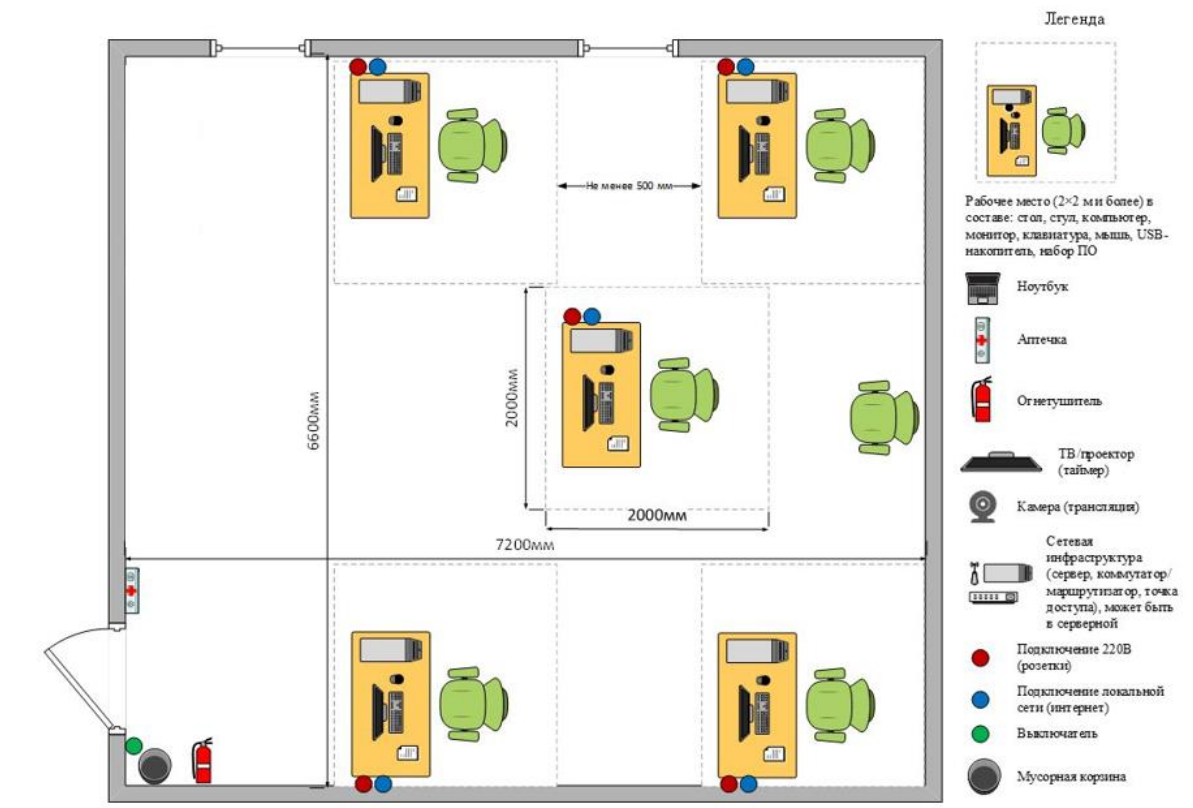 Легенда
Не менее 500 мм
Рабочее место (2×2 м и более) в
составе: стол, стул, компьютер,
монитор, клавиатура, мышь, USB-
накопитель, набор ПО
Ноутбук
Аптечка
Огнетушитель
6600мм
2000мм
ТВ/проектор
(таймер)
2000мм
Камера (трансляция)
7200мм
Сетевая
инфраструктура
(сервер, коммутатор/
маршрутизатор, точка
доступа), может быть
в серверной
Подключение 220В
(розетки)
Подключение локальной
сети (интернет)
Выключатель
Мусорная корзина